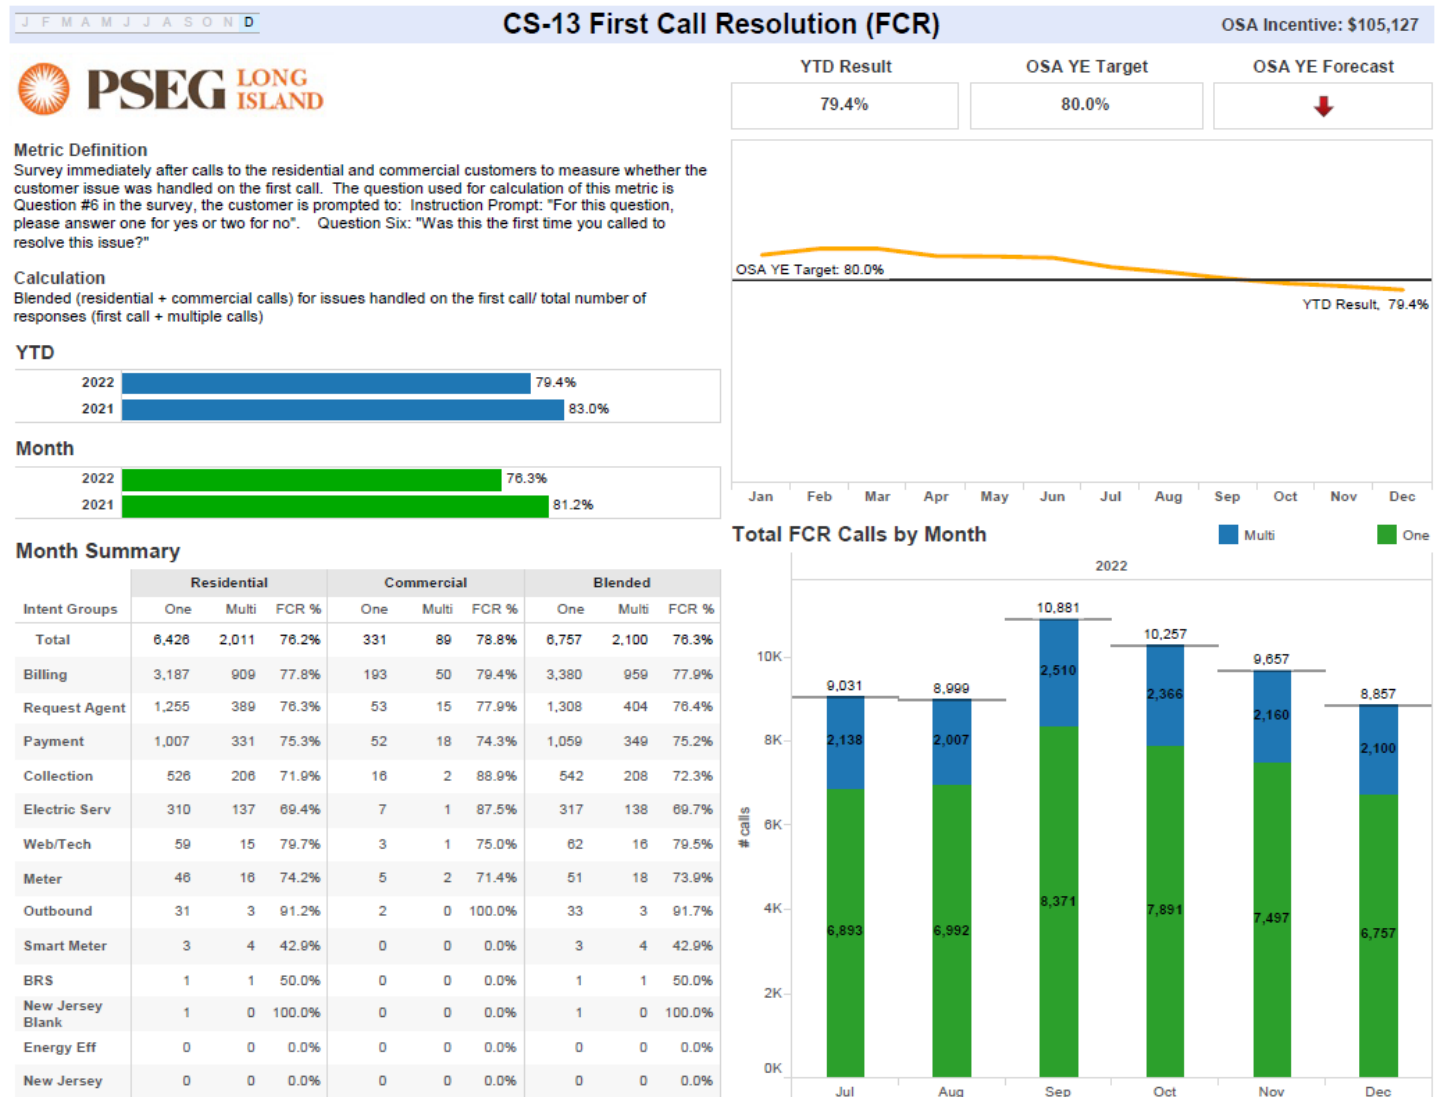 J F M A M J J A S O N D
CS-13 First Call Resolution (FCR)
OSA Incentive: $105,127
PSEG LONG
ISLAND
Metric Definition
Survey immediately after calls to the residential and commercial customers to measure whether the
customer issue was handled on the first call. The question used for calculation of this metric is
Question #6 in the survey, the customer is prompted to: Instruction Prompt: "For this question,
please answer one for yes or two for no". Question Six: "Was this the first time you called to
resolve this issue?"
Calculation
Blended (residential + commercial calls) for issues handled on the first call/ total number of
responses (first call + multiple calls)
YTD
2022 79.4%
2021 83.0%
Month
2022 76.3%
2021 81.2%
Month Summary
Residential Commercial Blended
Intent Groups One Multi FCR % One Multi FCR % One Multi FCR %
Total 6,426 2,011 76.2% 331 89 78.8% 6,757 2,100 76.3%
Billing 3,187 909 77.8% 193 50 79.4% 3,380 959 77.9%
Request Agent 1,255 389 76.3% 53 15 77.9% 1,308 404 76.4%
Payment 1,007 331 75.3% 52 18 74.3% 1,059 349 75.2%
Collection 526 206 71.9% 16 2 88.9% 542 208 72.3%
Electric Serv 310 137 69.4% 7 1 87.5% 317 138 69.7%
Web/Tech 59 15 79.7% 3 1 75.0% 62 16 79.5%
Meter 46 16 74.2% 5 2 71.4% 51 18 73.9%
Outbound 31 3 91.2% 2 0 100.0% 33 3 91.7%
Smart Meter 3 4 42.9% 0 0 0.0% 3 4 42.9%
BRS 1 1 50.0% 0 0 0.0% 1 1 50.0%
New Jersey
Blank 1 0 100.0% 0 0 0.0% 1 0 100.0%
Energy Eff 0 0 0.0% 0 0 0.0% 0 0 0.0%
New Jersey 0 0 0.0% 0 0 0.0% 0 0 0.0%
YTD Result OSA YE Target OSA YE Forecast
79.4% 80.0%
OSA YE Target: 80.0%
YTD Result, 79.4%
Jan Feb Mar Apr May Jun Jul Aug Sep Oct Nov Dec
Total FCR Calls by Month
Multi One
2022
# calls
10K
8K
6K
4K
2K
0K
9,031 8,999 10,881 10,257 9,657 8,857
2,138 2,007 2,510 2,366 2,160 2,100
6,893 6,992 8,371 7,891 7,497 6,757
Jul Aug Sep Oct Nov Dec